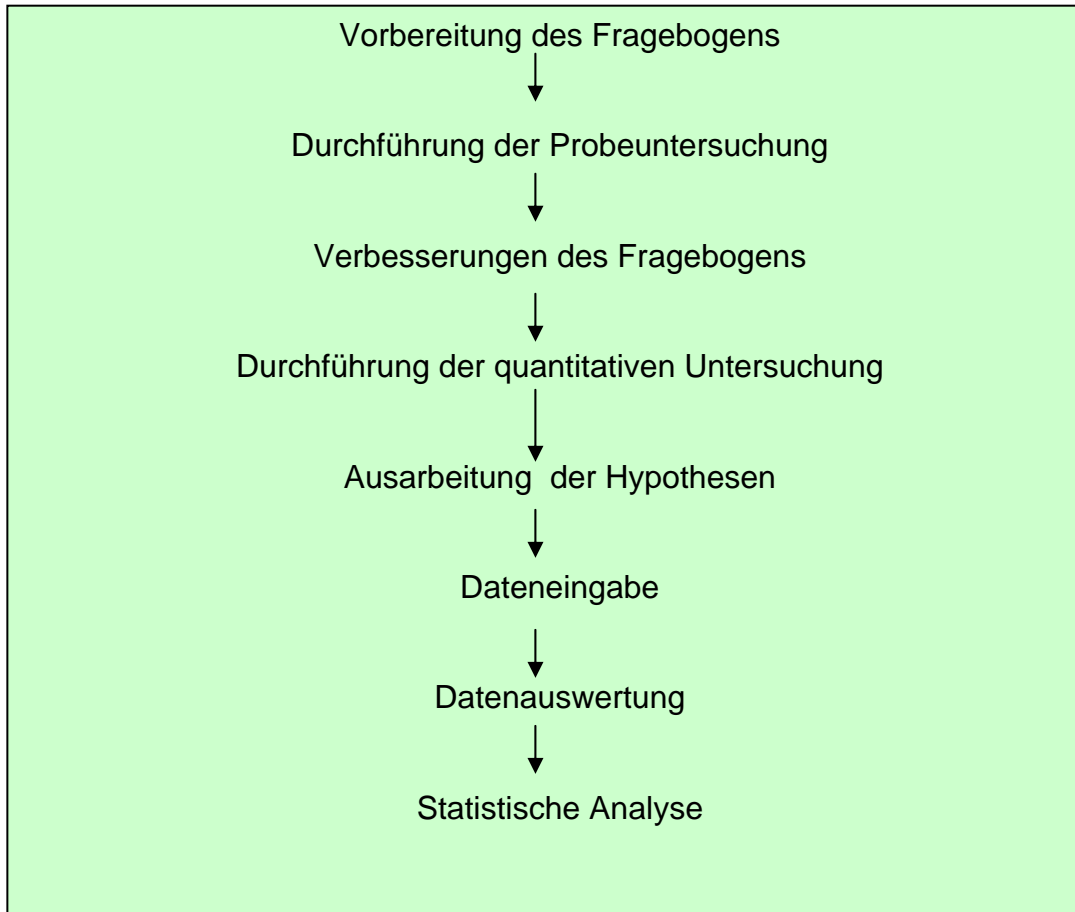 Vorbereitung des Fragebogens
Durchführung der Probeuntersuchung
Verbesserungen des Fragebogens
Durchführung der quantitativen Untersuchung
Ausarbeitung  der Hypothesen
Dateneingabe
Datenauswertung
Statistische Analyse